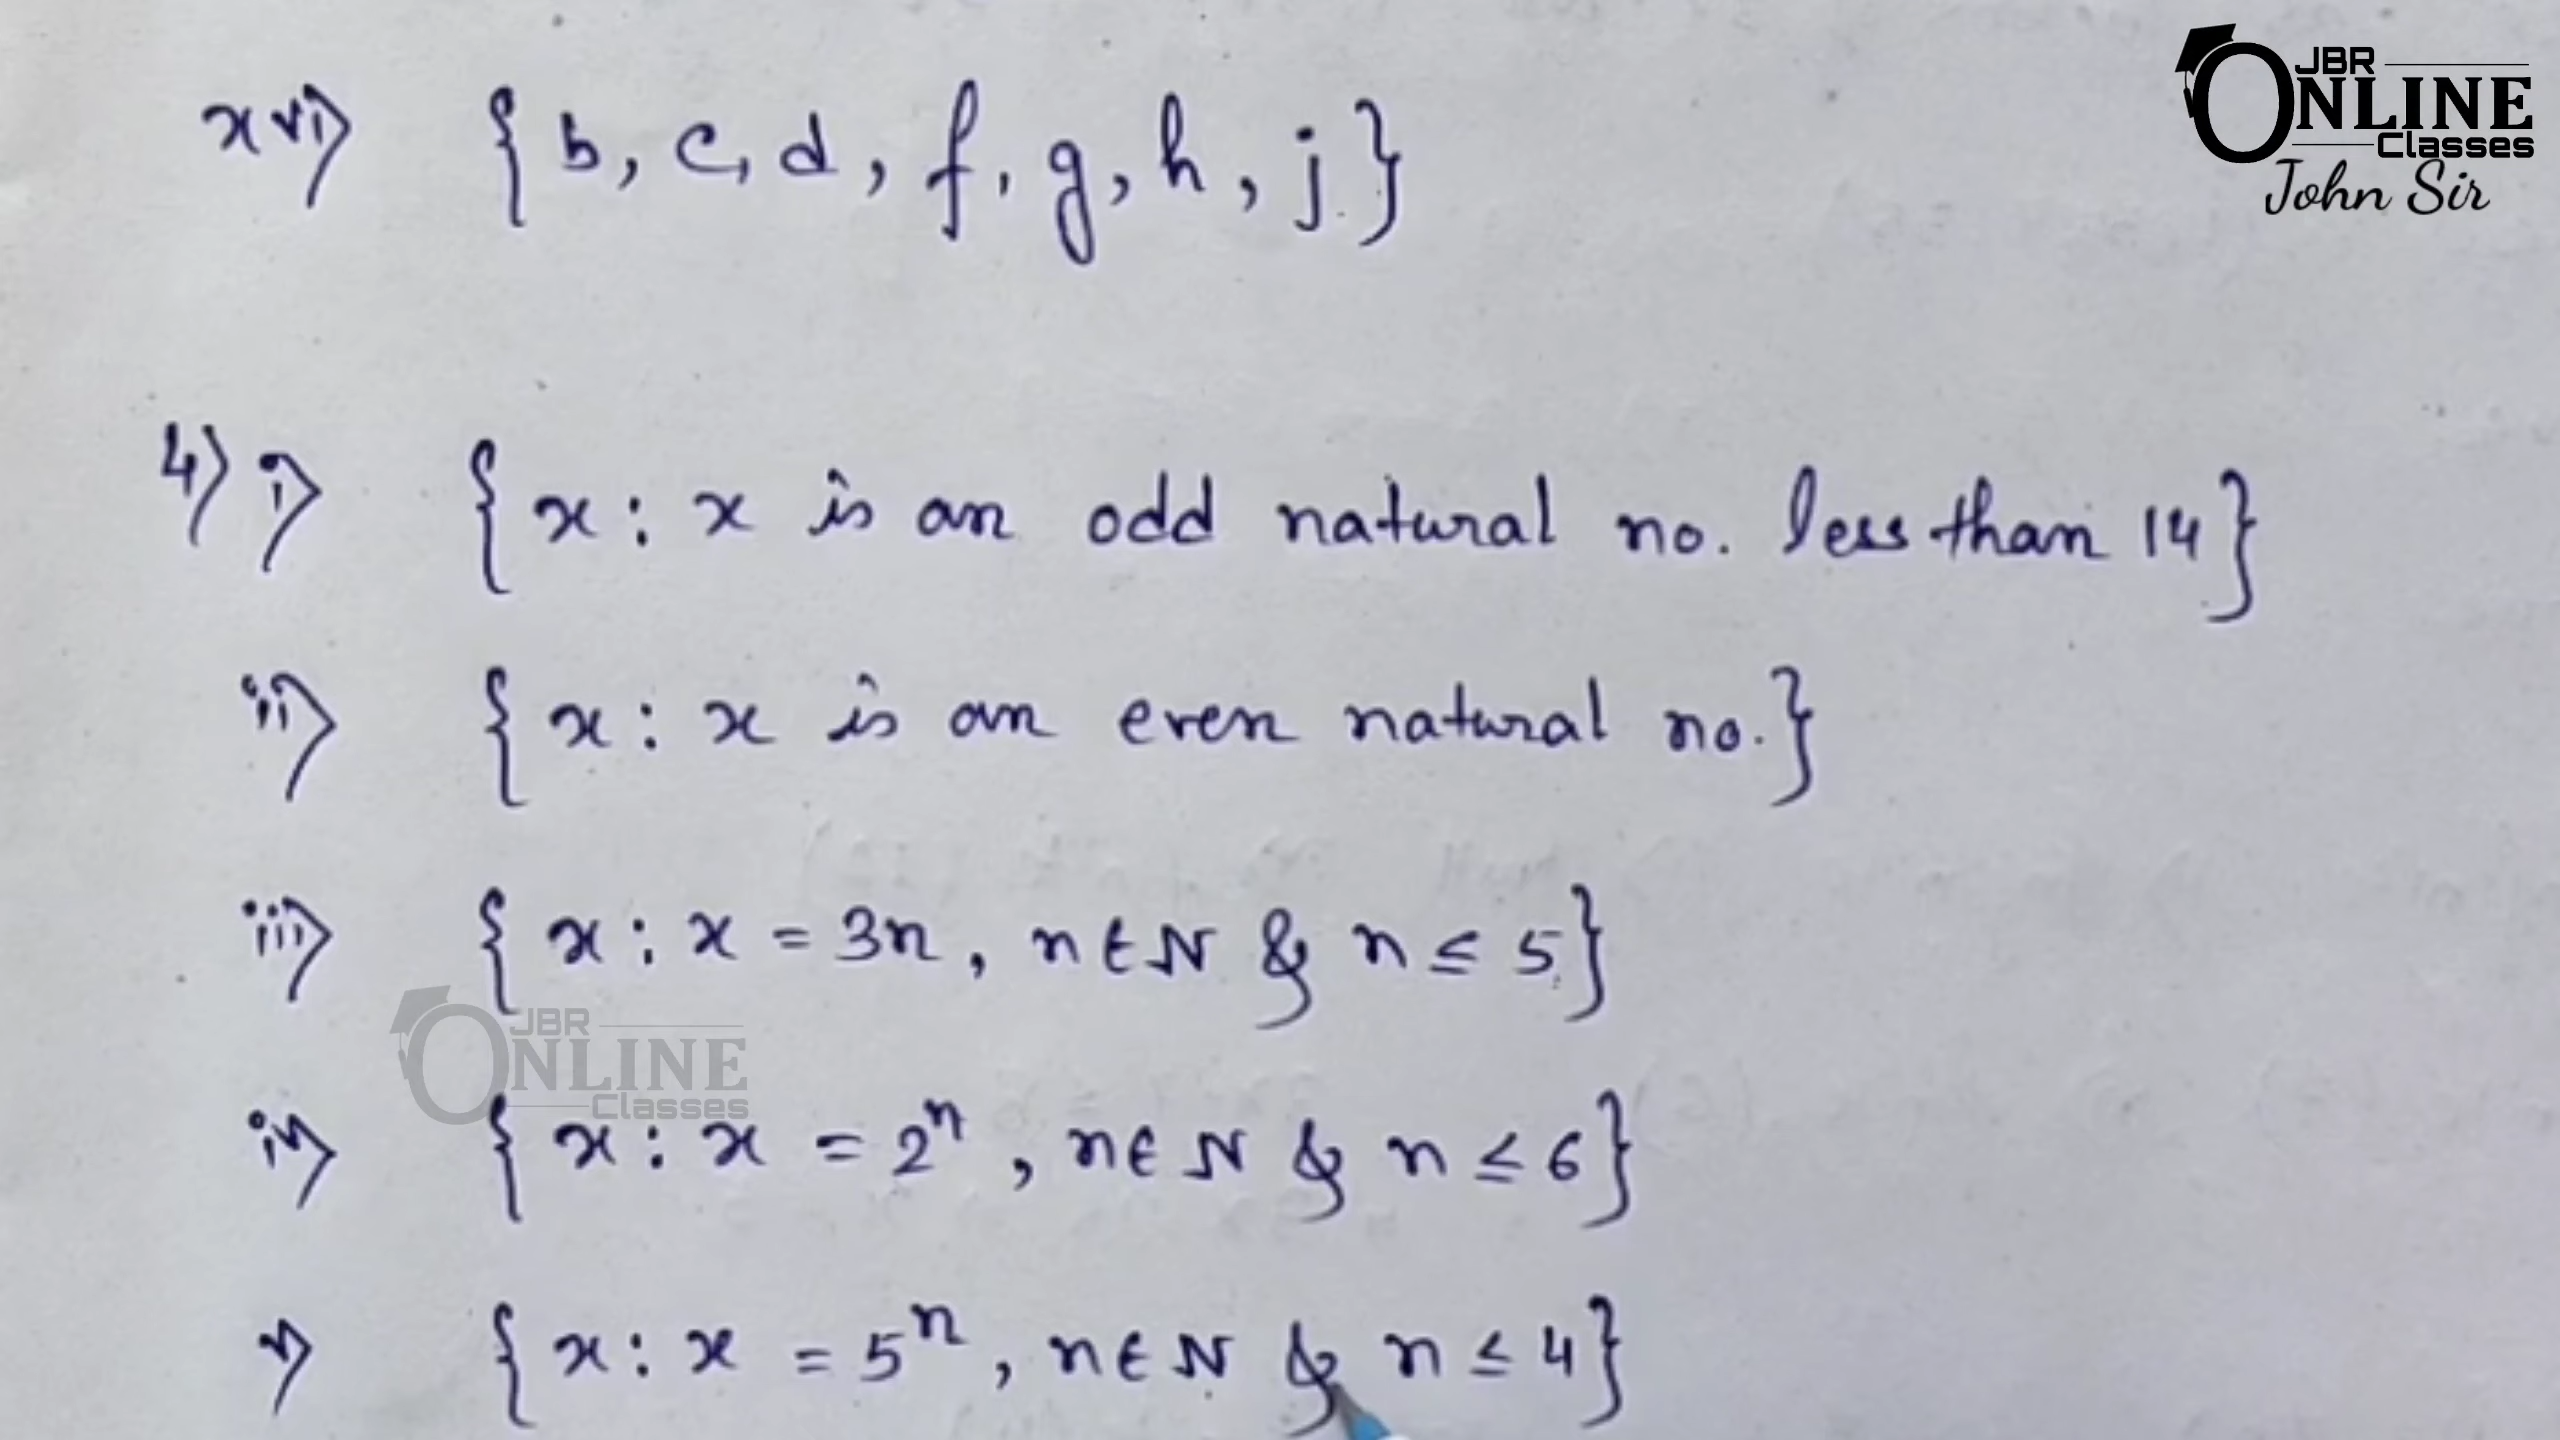 JBR
ONLINE
Classes
John Sir
xvi) {b, c, d, f, g, h, j}
4) i) {x : x is an odd natural no. less than 14}
ii) {x : x is an even natural no.}
iii) {x : x = 3n, n ∈ N & n ≤ 5}
JBR
ONLINE
Classes
iv) {x : x = 2ⁿ, n ∈ N & n ≤ 6}
v) {x : x = 5ⁿ, n ∈ N & n ≤ 4}